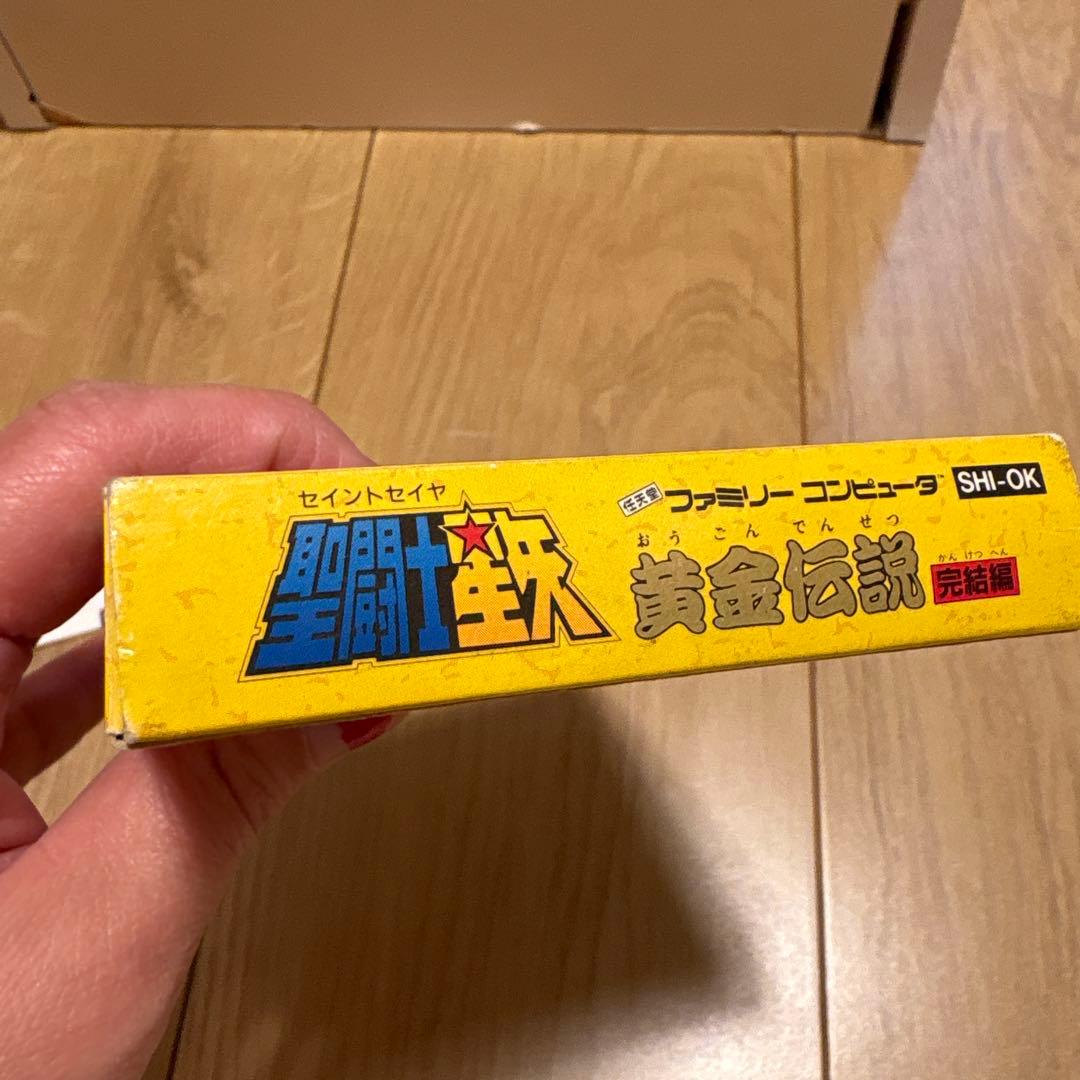 セイントセイヤ
聖闘士星矢
任天堂 ファミリーコンピュータ™ SHI-OK
おうごんでんせつ
黄金伝説
かんけつへん
完結編